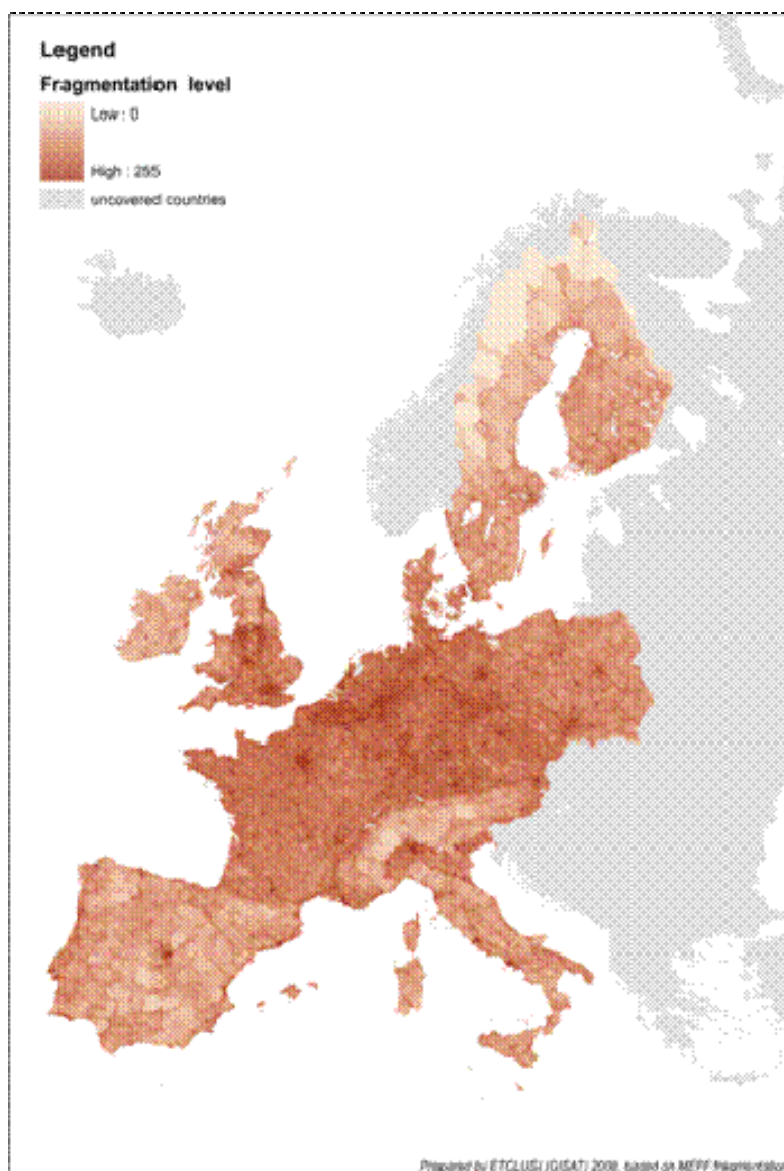 Legend
Fragmentation level
Low : 0
High : 255
uncovered countries
Prepared by ETCLUSI (GISAT) 2008, based on MEFF